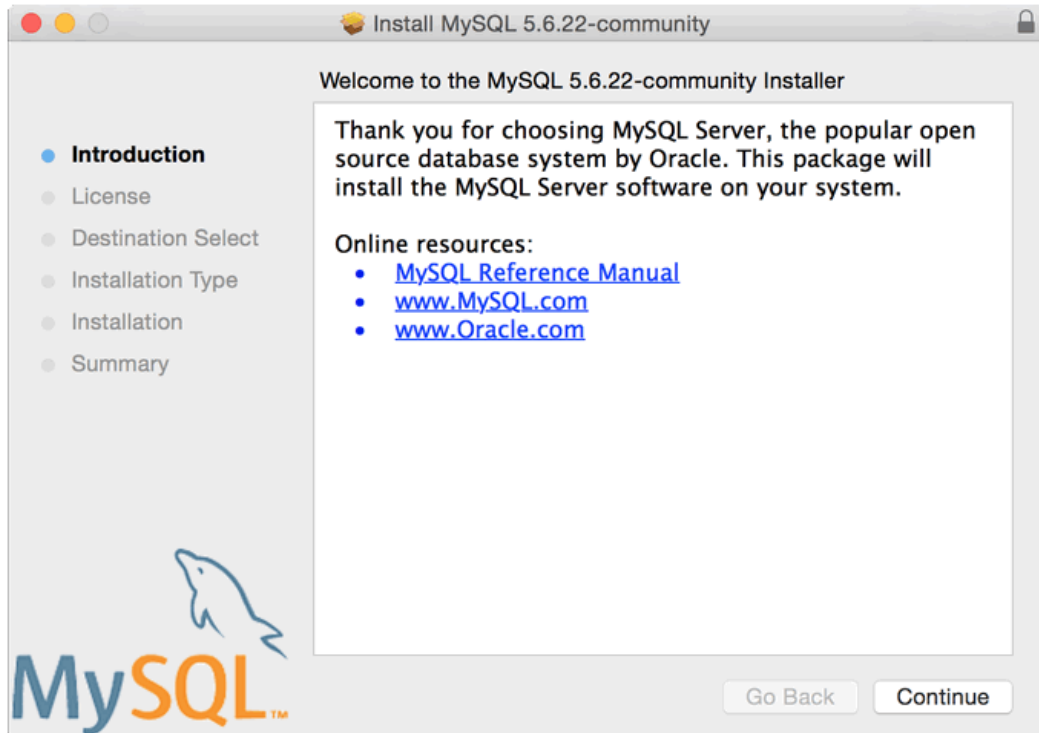 Install MySQL 5.6.22-community
Welcome to the MySQL 5.6.22-community Installer
Introduction
License
Destination Select
Installation Type
Installation
Summary
Thank you for choosing MySQL Server, the popular open
source database system by Oracle. This package will
install the MySQL Server software on your system.
Online resources:
• MySQL Reference Manual
• www.MySQL.com
• www.Oracle.com
MySQL™
Go Back
Continue